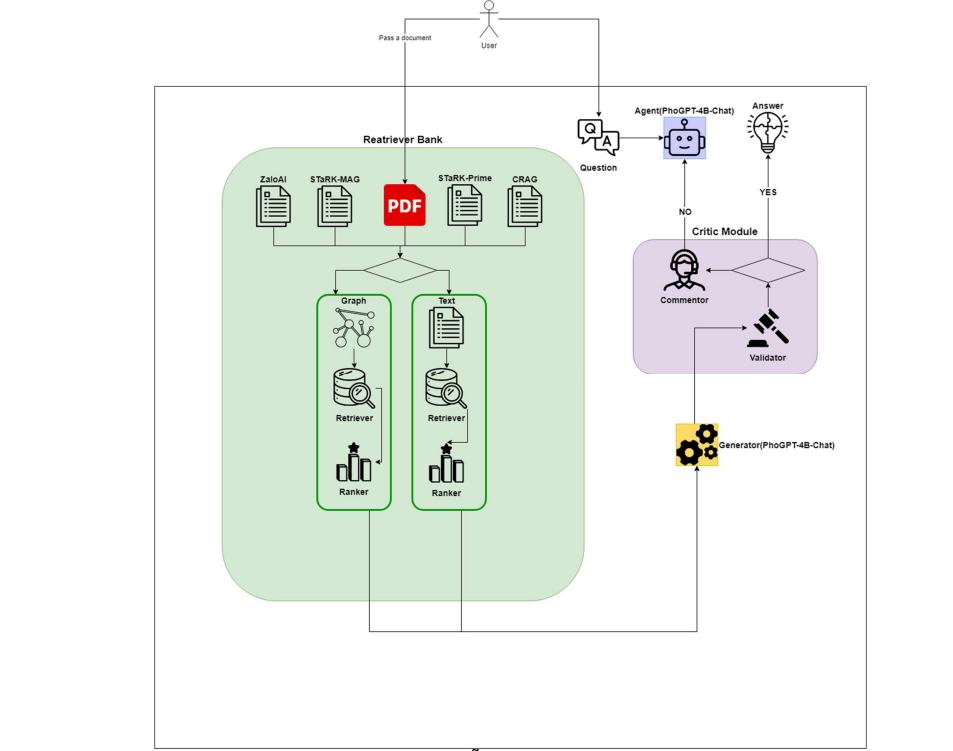 User
Pass a document
Agent(PhoGPT-4B-Chat)
Answer
Q
A
Question
Reatriever Bank
ZaloAI
STaRK-MAG
PDF
STaRK-Prime
CRAG
YES
NO
Critic Module
Commentor
Validator
Graph
Text
Retriever
Retriever
Ranker
Ranker
Generator(PhoGPT-4B-Chat)